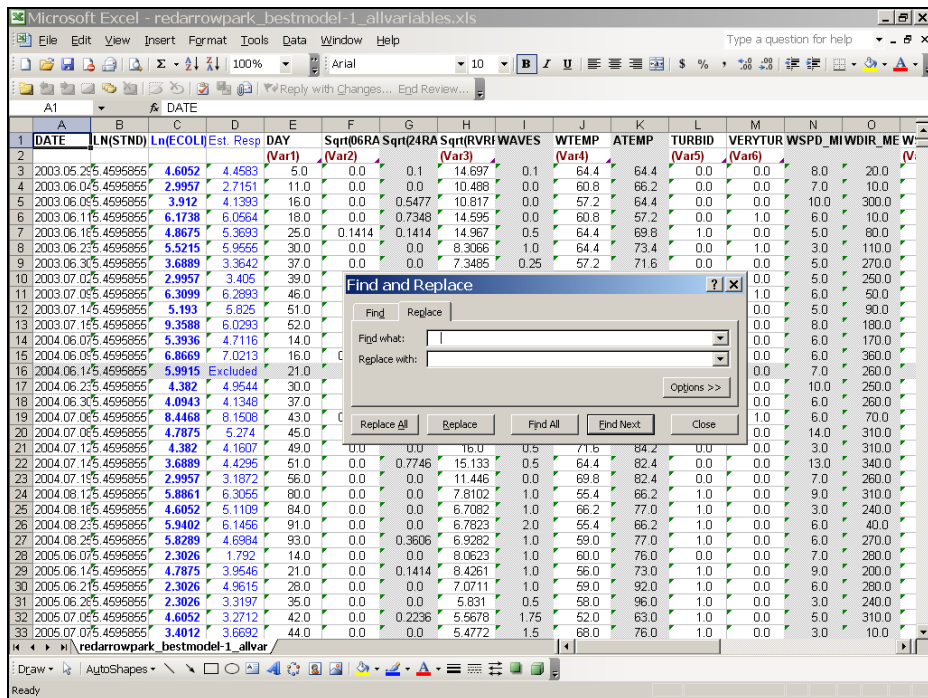 Microsoft Excel - redarrowpark_bestmodel-1_allvariables.xls
File Edit View Insert Format Tools Data Window Help Type a question for help
100% Arial 10 B I U $ % ,
Reply with Changes... End Review...
A1 fx DATE
A B C D E F G H I J K L M N O
1 DATE LN(STND) Ln(ECOLI Est. Resp DAY Sqrt(06RA Sqrt(24RA Sqrt(RVRF WAVES WTEMP ATEMP TURBID VERYTUR WSPD_MI WDIR_ME WS
2 (Var1) (Var2) (Var3) (Var4) (Var5) (Var6) (Va
3 2003.05.29 5.4595855 4.6052 4.4583 5.0 0.0 0.1 14.697 0.1 64.4 64.4 0.0 0.0 8.0 20.0
4 2003.06.04 5.4595855 2.9957 2.7151 11.0 0.0 0.0 10.488 0.0 60.8 66.2 0.0 0.0 7.0 10.0
5 2003.06.09 5.4595855 3.912 4.1393 16.0 0.0 0.5477 10.817 0.0 57.2 64.4 0.0 0.0 10.0 300.0
6 2003.06.11 5.4595855 6.1738 6.0564 18.0 0.0 0.7348 14.595 0.0 60.8 57.2 0.0 1.0 6.0 10.0
7 2003.06.18 5.4595855 4.8675 5.3693 25.0 0.1414 0.1414 14.967 0.5 64.4 69.8 1.0 0.0 5.0 80.0
8 2003.06.23 5.4595855 5.5215 5.9555 30.0 0.0 0.0 8.3066 1.0 64.4 73.4 0.0 1.0 3.0 110.0
9 2003.06.30 5.4595855 3.6889 3.3642 37.0 0.0 0.0 7.3485 0.25 57.2 71.6 0.0 0.0 5.0 270.0
10 2003.07.02 5.4595855 2.9957 3.405 39.0 0.0 5.0 250.0
11 2003.07.09 5.4595855 6.3099 6.2893 46.0 1.0 6.0 50.0
12 2003.07.14 5.4595855 5.193 5.825 51.0 0.0 5.0 90.0
13 2003.07.15 5.4595855 9.3588 6.0293 52.0 0.0 8.0 180.0
14 2004.06.07 5.4595855 5.3936 4.7116 14.0 0.0 6.0 170.0
15 2004.06.09 5.4595855 6.8669 7.0213 16.0 0.0 6.0 360.0
16 2004.06.14 5.4595855 5.9915 Excluded 21.0 0.0 7.0 260.0
17 2004.06.23 5.4595855 4.382 4.9544 30.0 0.0 10.0 250.0
18 2004.06.30 5.4595855 4.0943 4.1348 37.0 0.0 6.0 260.0
19 2004.07.06 5.4595855 8.4468 8.1508 43.0 1.0 6.0 70.0
20 2004.07.08 5.4595855 4.7875 5.274 45.0 0.0 14.0 310.0
21 2004.07.12 5.4595855 4.382 4.1607 49.0 0.0 0.0 16.0 0.5 71.6 84.2 0.0 0.0 3.0 310.0
22 2004.07.14 5.4595855 3.6889 4.4295 51.0 0.0 0.7746 15.133 0.5 64.4 82.4 0.0 0.0 13.0 340.0
23 2004.07.19 5.4595855 2.9957 3.1872 56.0 0.0 0.0 11.446 0.0 69.8 82.4 0.0 0.0 7.0 260.0
24 2004.08.12 5.4595855 5.8861 6.3055 80.0 0.0 0.0 7.8102 1.0 55.4 66.2 1.0 0.0 9.0 310.0
25 2004.08.16 5.4595855 4.6052 5.1109 84.0 0.0 0.0 6.7082 1.0 66.2 77.0 1.0 0.0 3.0 240.0
26 2004.08.23 5.4595855 5.9402 6.1456 91.0 0.0 0.0 6.7823 2.0 55.4 66.2 1.0 0.0 6.0 40.0
27 2004.08.25 5.4595855 5.8289 4.6984 93.0 0.0 0.3606 6.9282 1.0 59.0 77.0 1.0 0.0 6.0 210.0
28 2005.06.07 5.4595855 2.3026 1.792 14.0 0.0 0.0 8.0623 1.0 60.0 76.0 0.0 0.0 7.0 280.0
29 2005.06.14 5.4595855 4.7875 3.9546 21.0 0.0 0.1414 8.4261 1.0 56.0 73.0 1.0 0.0 9.0 200.0
30 2005.06.21 5.4595855 2.3026 4.9615 28.0 0.0 0.0 7.0711 1.0 59.0 92.0 1.0 0.0 6.0 280.0
31 2005.06.28 5.4595855 2.3026 3.3197 35.0 0.0 0.0 5.831 0.5 58.0 96.0 1.0 0.0 3.0 240.0
32 2005.07.05 5.4595855 4.6052 3.2712 42.0 0.0 0.2236 5.5678 1.75 52.0 63.0 1.0 0.0 5.0 310.0
33 2005.07.07 5.4595855 3.4012 3.6692 44.0 0.0 0.0 5.4772 1.5 68.0 76.0 1.0 0.0 3.0 10.0
Find and Replace
Find Replace
Find what:
Replace with:
Options >>
Replace All Replace Find All Find Next Close
redarrowpark_bestmodel-1_allvar
Draw AutoShapes
Ready